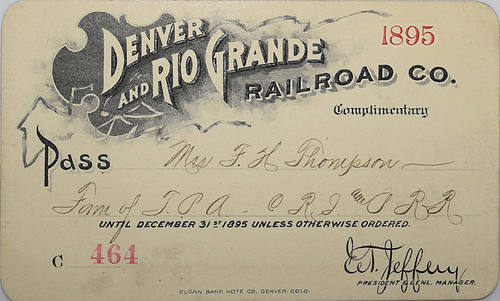 DENVER
AND RIO GRANDE
RAILROAD CO.
1895
Complimentary
Pass Mrs F. H Thompson
Fam of T. P. A. C R I & P R R
UNTIL DECEMBER 31ST 1895 UNLESS OTHERWISE ORDERED.
C 464
E. T. Jeffery
PRESIDENT & GENL. MANAGER.
ELGAN BANK NOTE CO. DENVER, COLO.